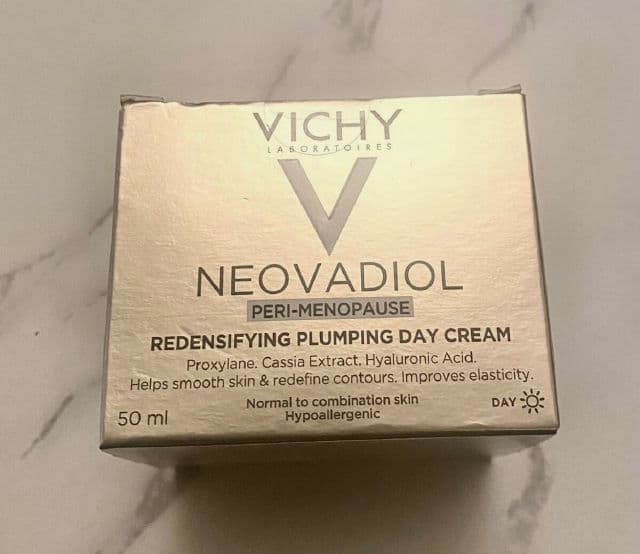 VICHY
LABORATOIRES
V
NEOVADIOL
PERI-MENOPAUSE
REDENSIFYING PLUMPING DAY CREAM
Proxylane. Cassia Extract. Hyaluronic Acid.
Helps smooth skin & redefine contours. Improves elasticity.
Normal to combination skin
Hypoallergenic
50 ml
DAY